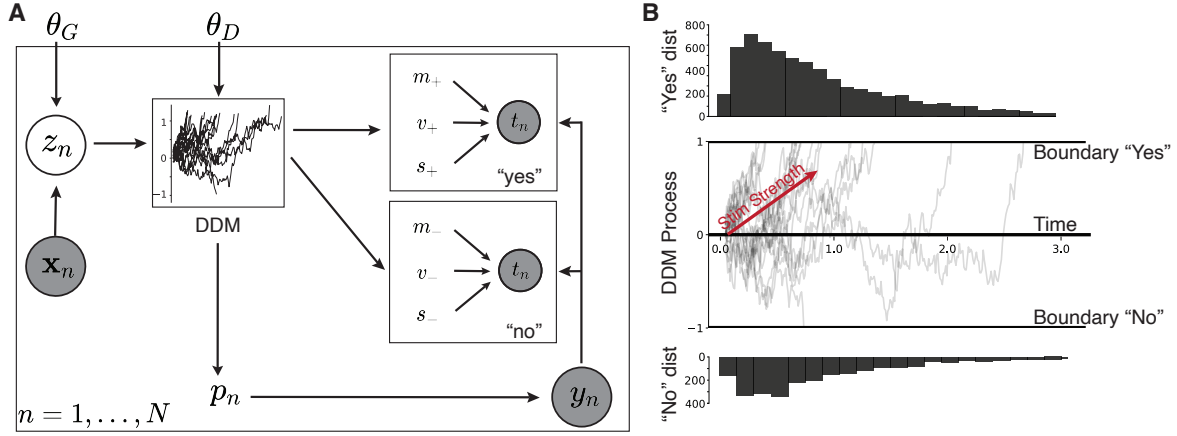 A
θ_G
θ_D
z_n
x_n
1
0
−1
DDM
m_+
v_+
s_+
t_n
"yes"
m_−
v_−
s_−
t_n
"no"
p_n
y_n
n = 1, . . . , N
B
"Yes" dist
800
600
400
200
0
DDM Process
1
0
−1
Stim Strength
Boundary "Yes"
Time
0.0
1.0
2.0
3.0
Boundary "No"
"No" dist
0
200
400